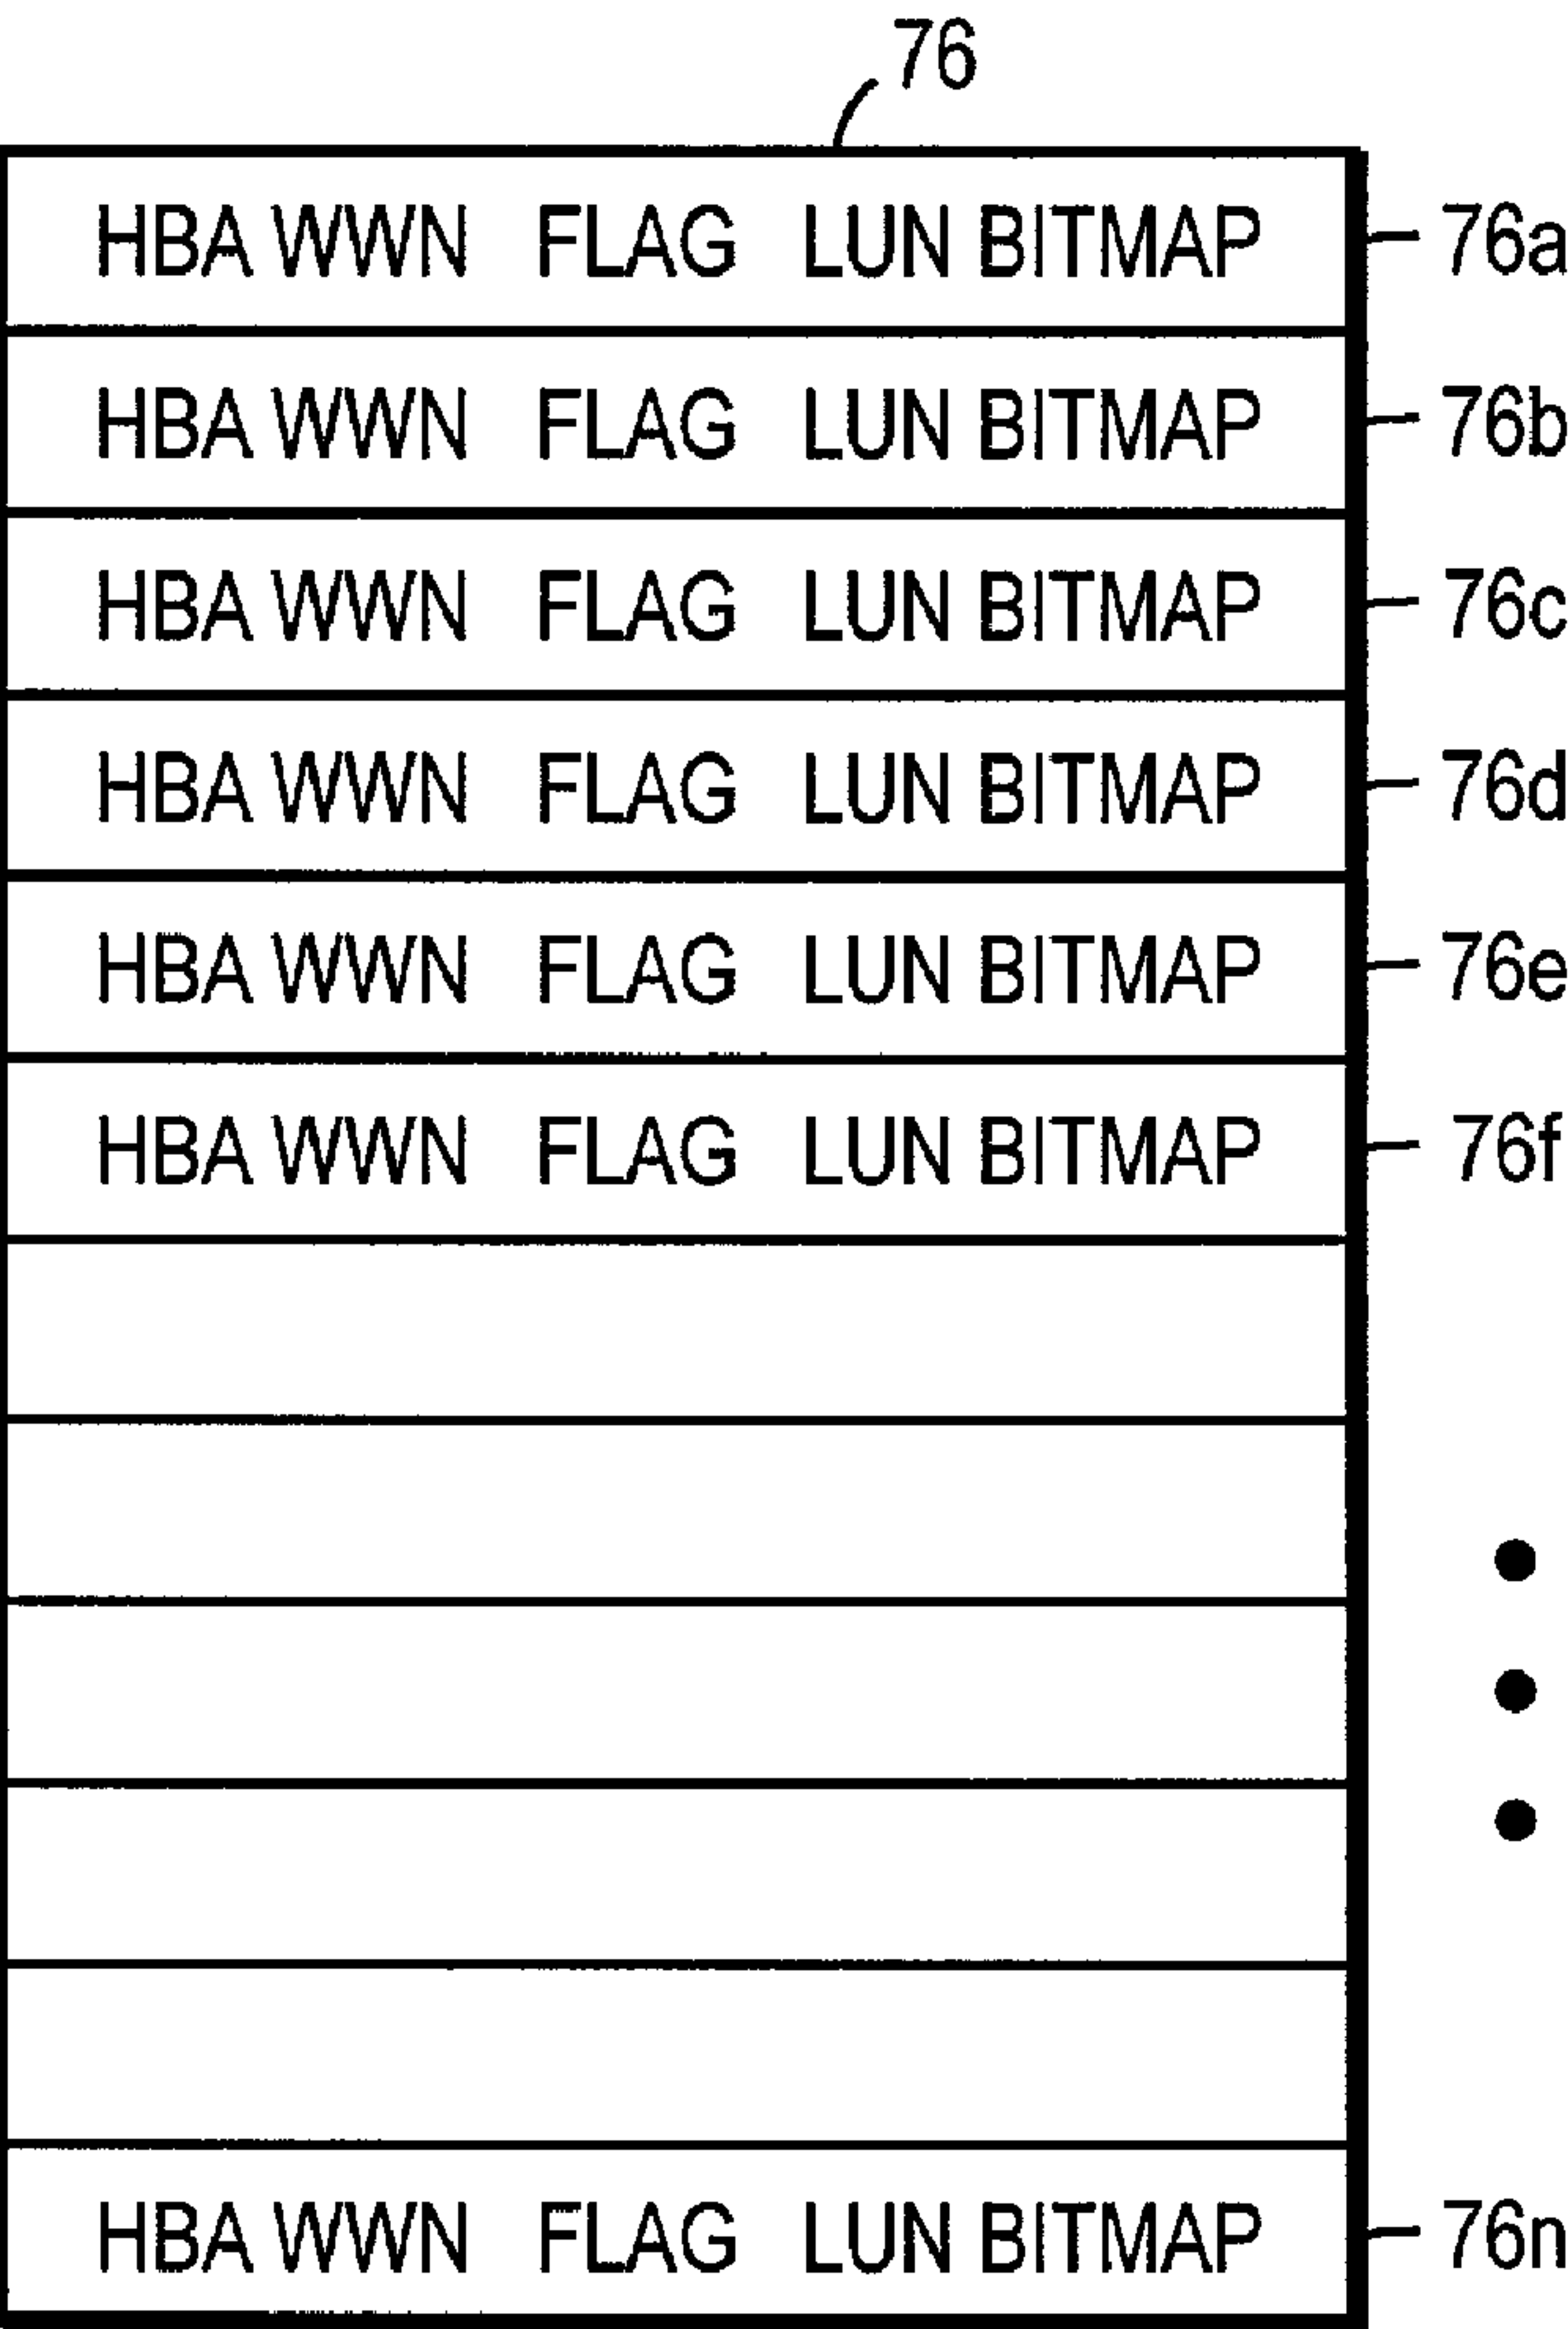 76
HBA WWN FLAG LUN BITMAP 76a
HBA WWN FLAG LUN BITMAP 76b
HBA WWN FLAG LUN BITMAP 76c
HBA WWN FLAG LUN BITMAP 76d
HBA WWN FLAG LUN BITMAP 76e
HBA WWN FLAG LUN BITMAP 76f
HBA WWN FLAG LUN BITMAP 76n